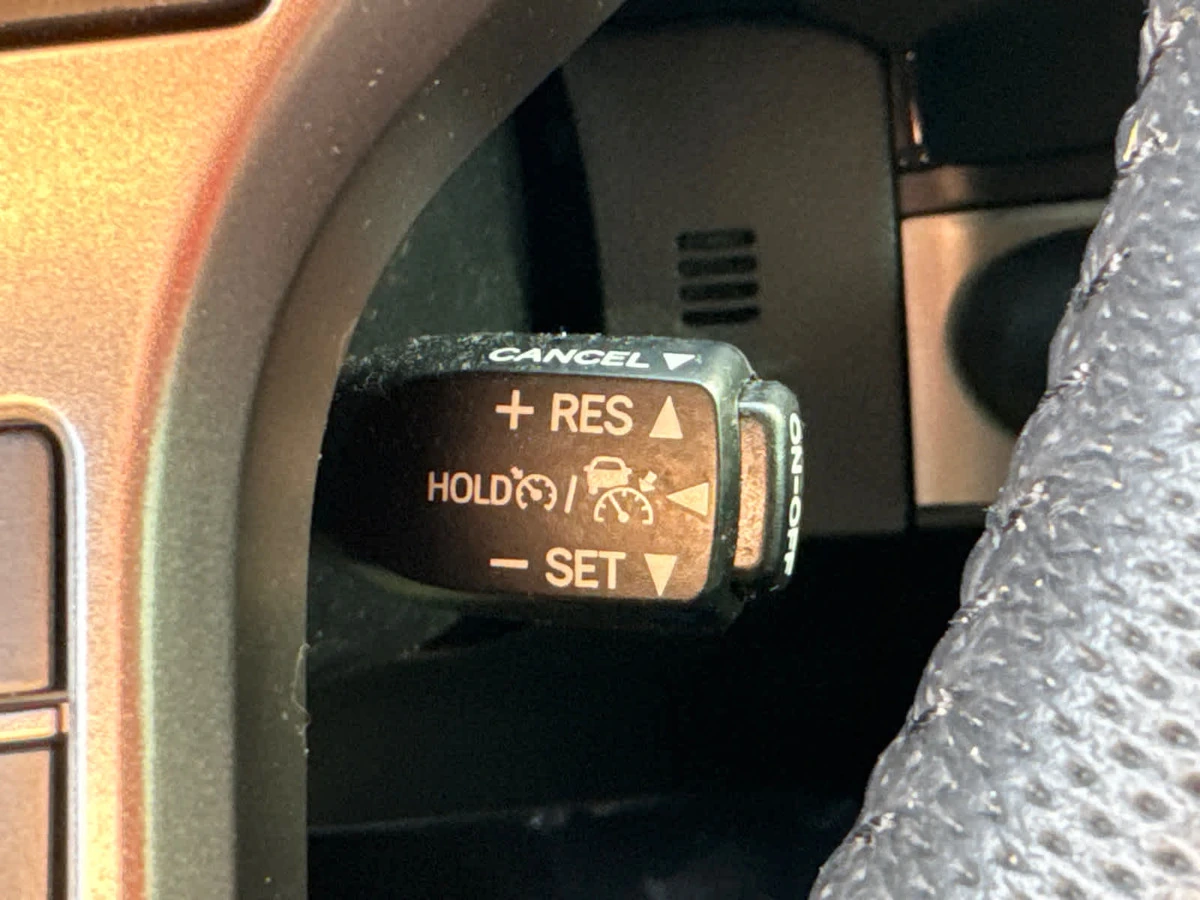 CANCEL ▼
+ RES ▲
HOLD / ◀
− SET ▼
ON-OFF